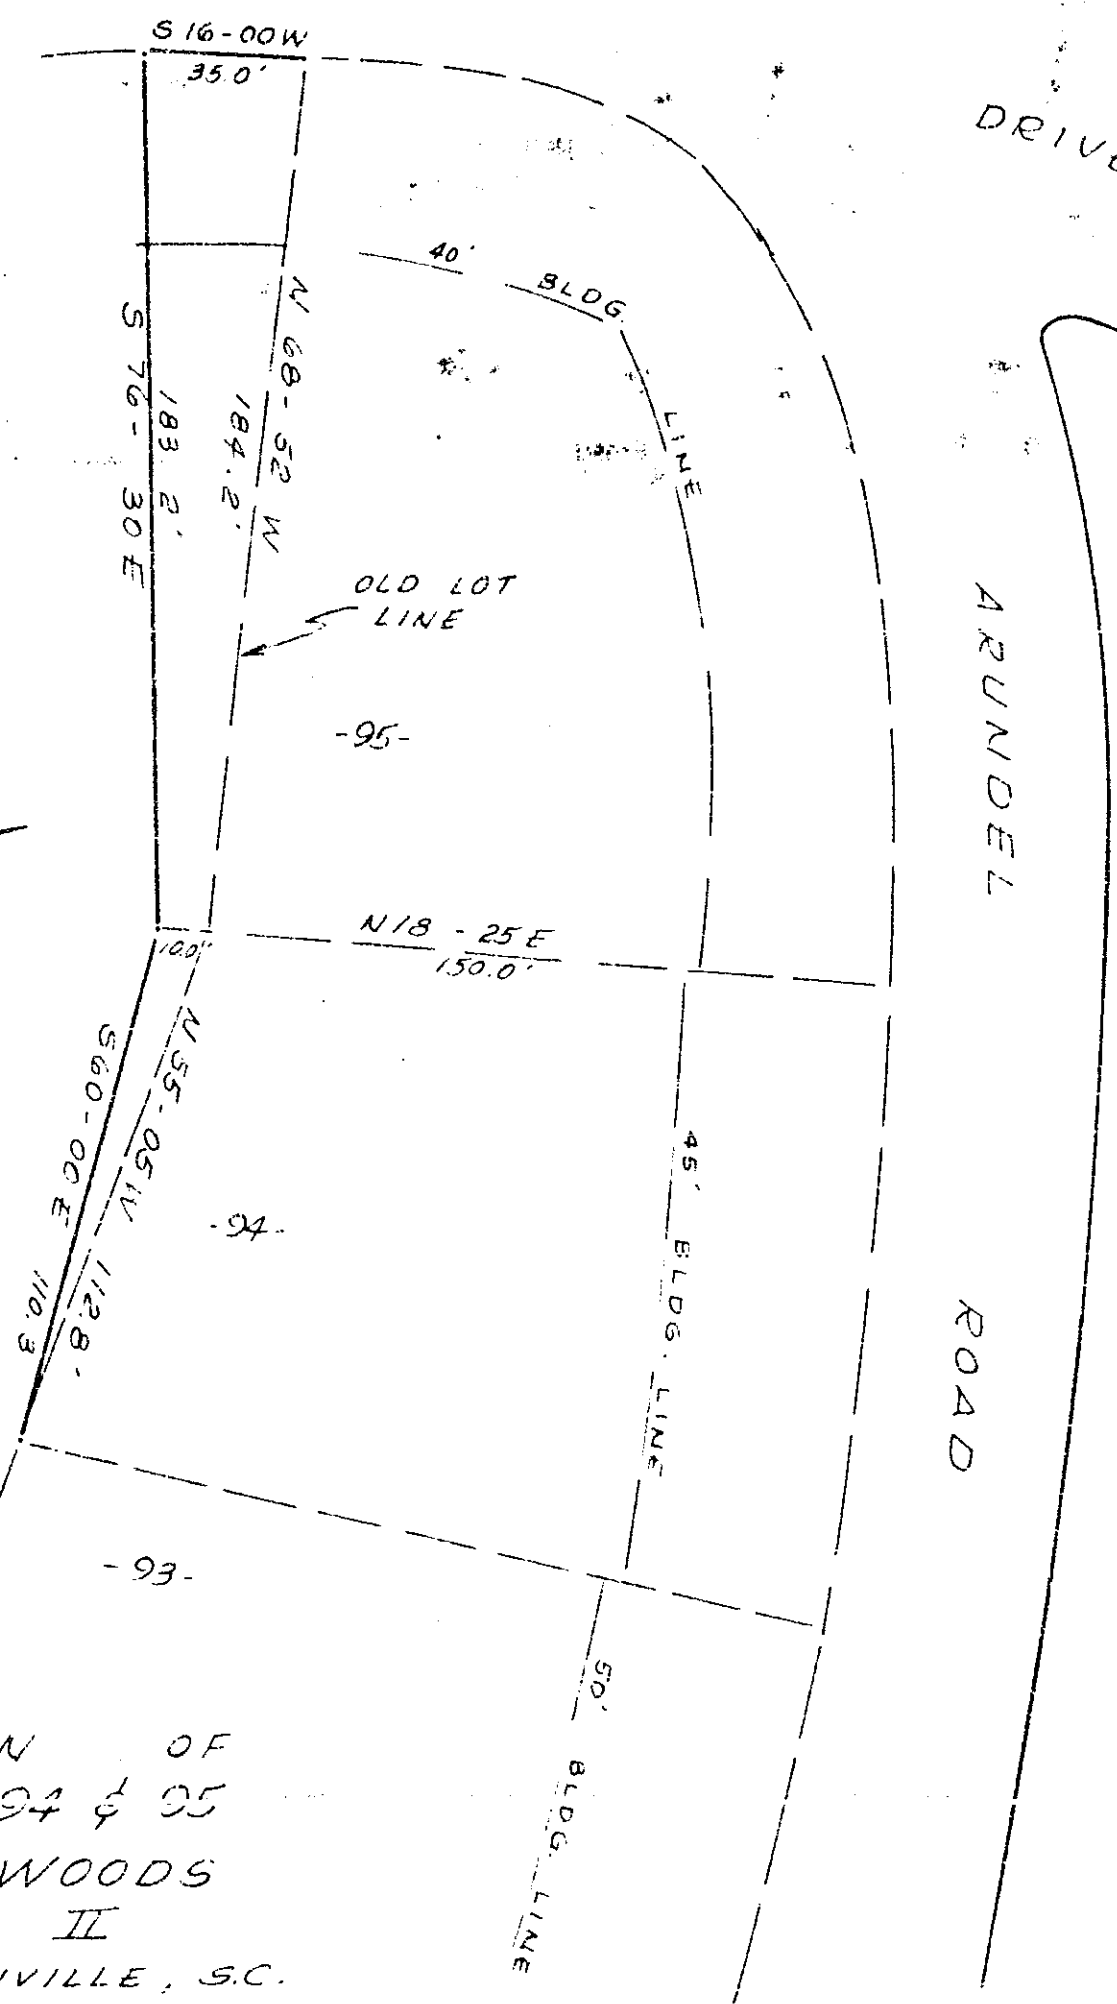 S 16-00 W
35.0'
DRIV
40'
BLDG.
LINE
N 68-52 W
184.2'
S 76-30 E
183.2'
OLD LOT
LINE
-95-
ARUNDEL
N 18-25 E
150.0'
10.0'
N 55-05 W 112.8'
S 60-00 E 110.3
-94-
45' BLDG. LINE
ROAD
-93-
50' BLDG. LINE
N OF
94 & 95
WOODS
II
VILLE, S.C.